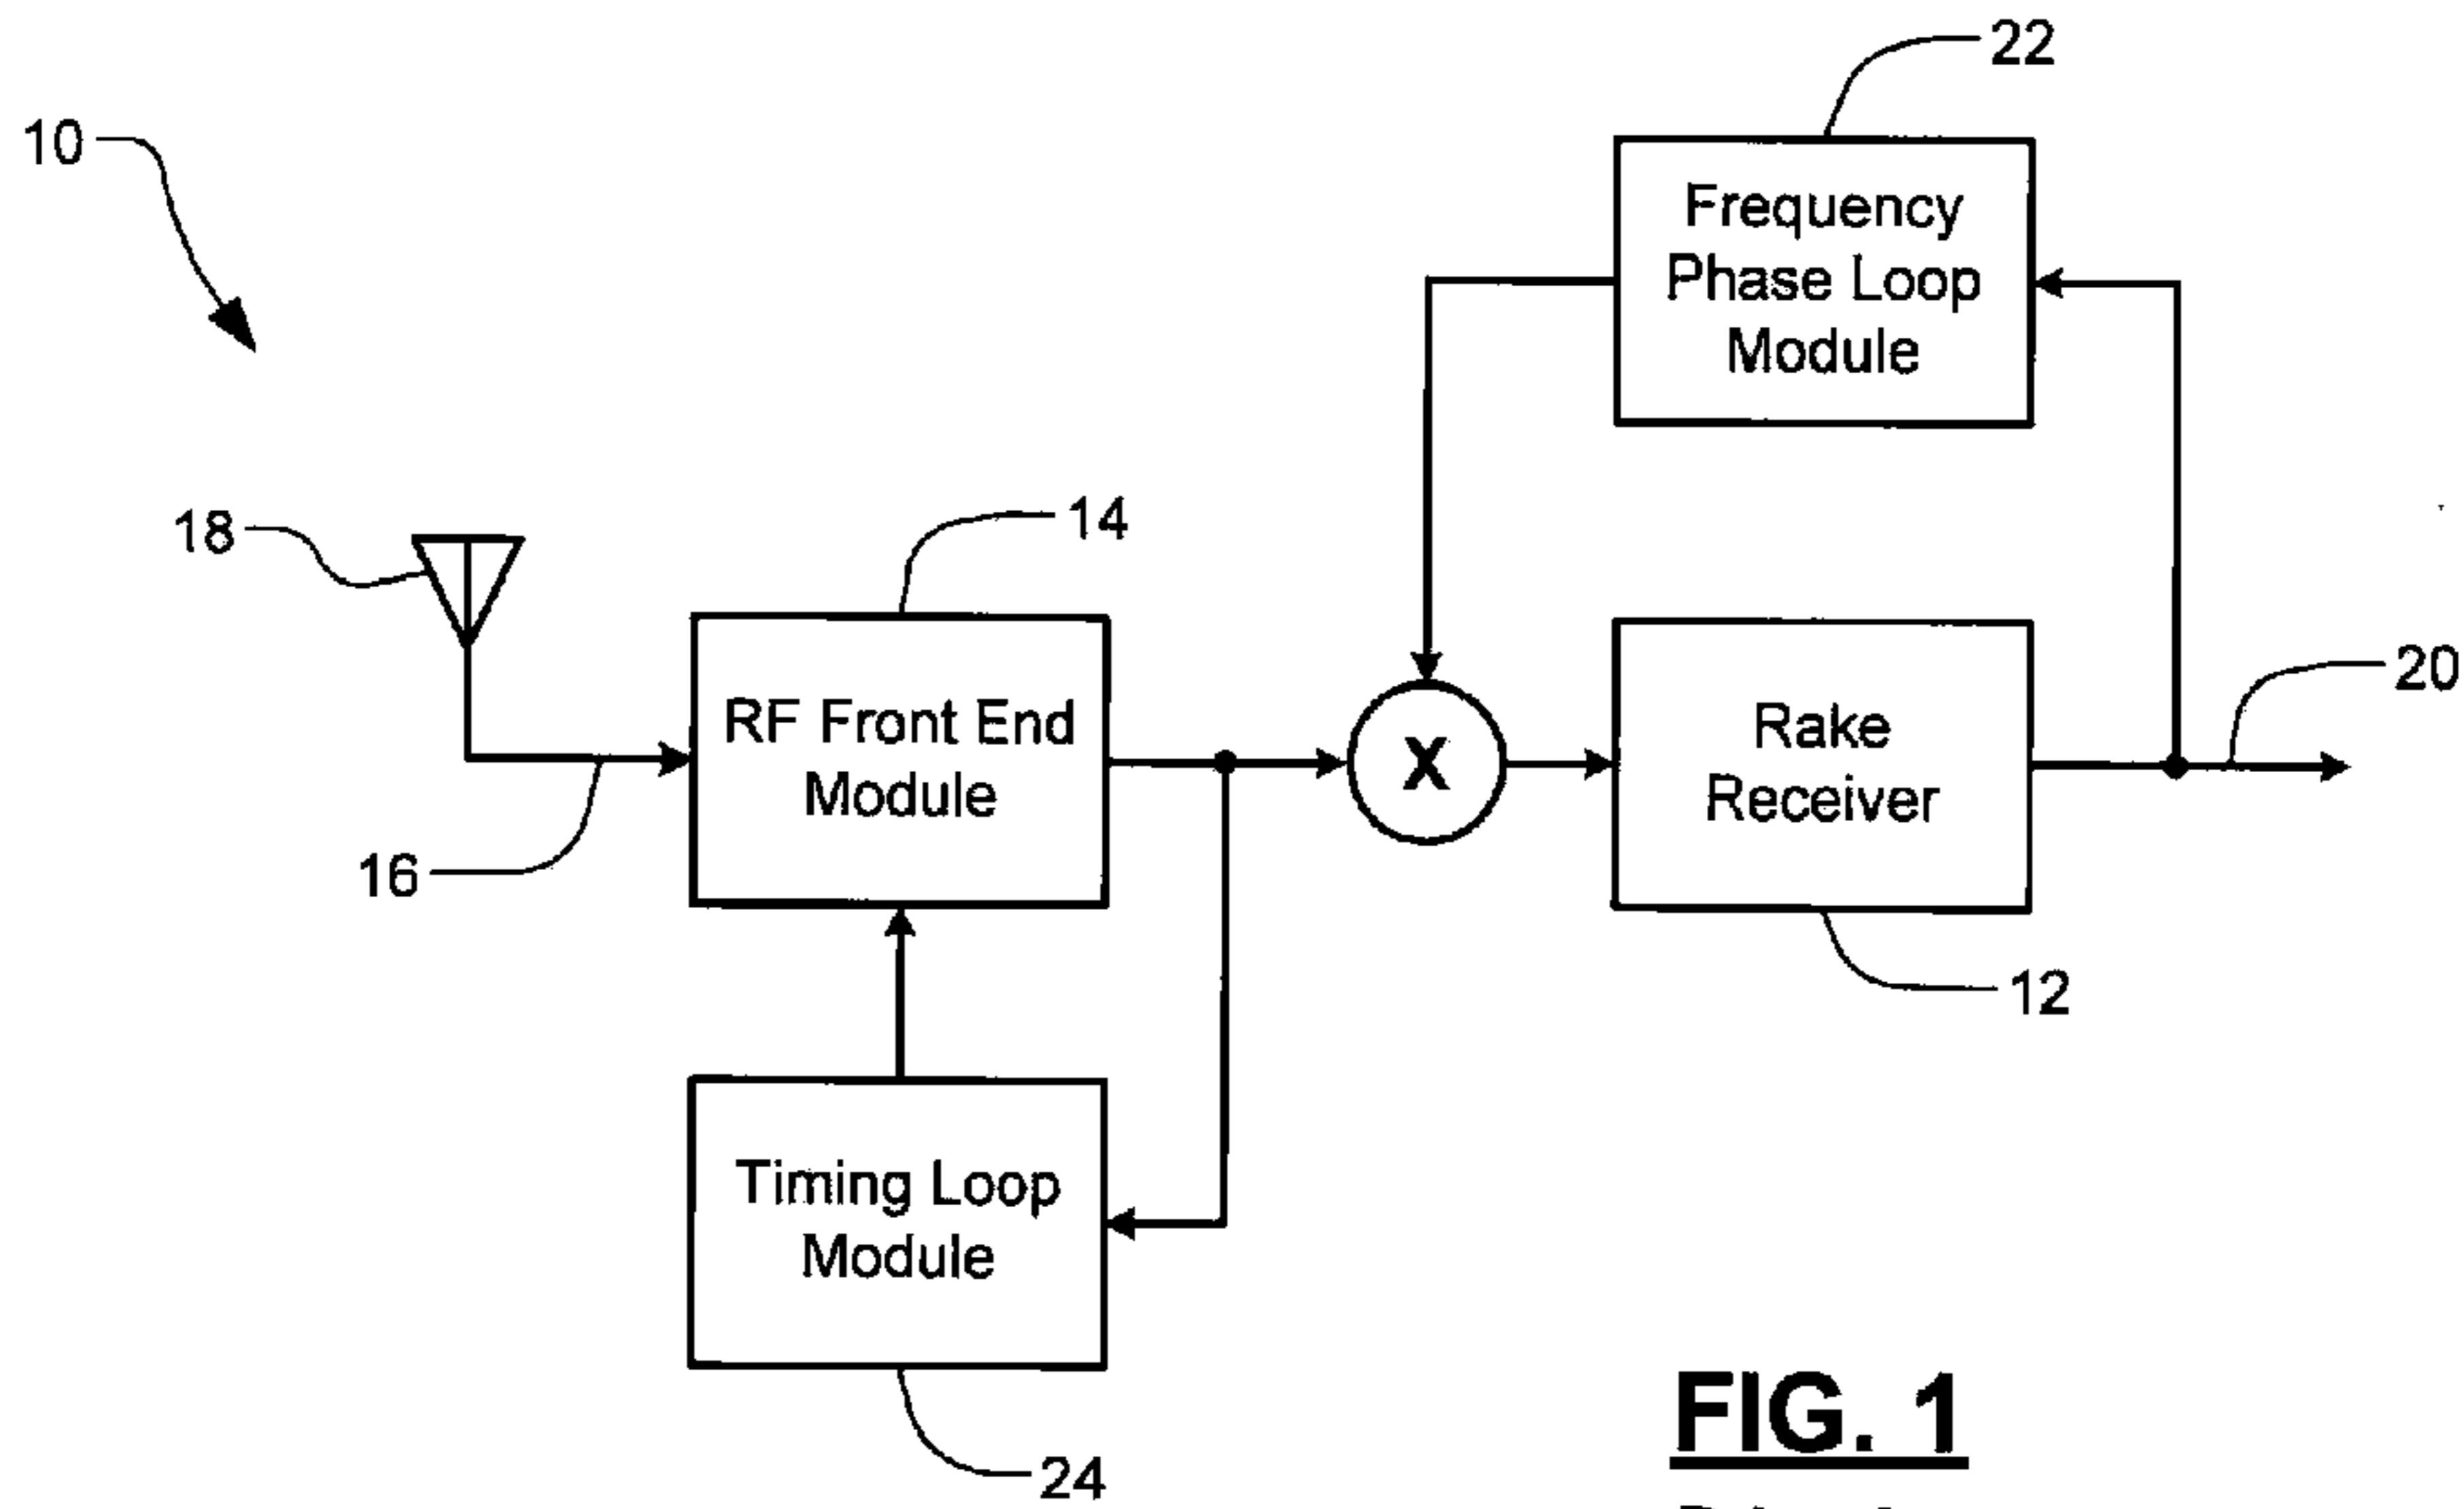 22
10
Frequency
Phase Loop
Module
18
14
20
RF Front End
Module
X
Rake
Receiver
16
12
Timing Loop
Module
24
FIG. 1